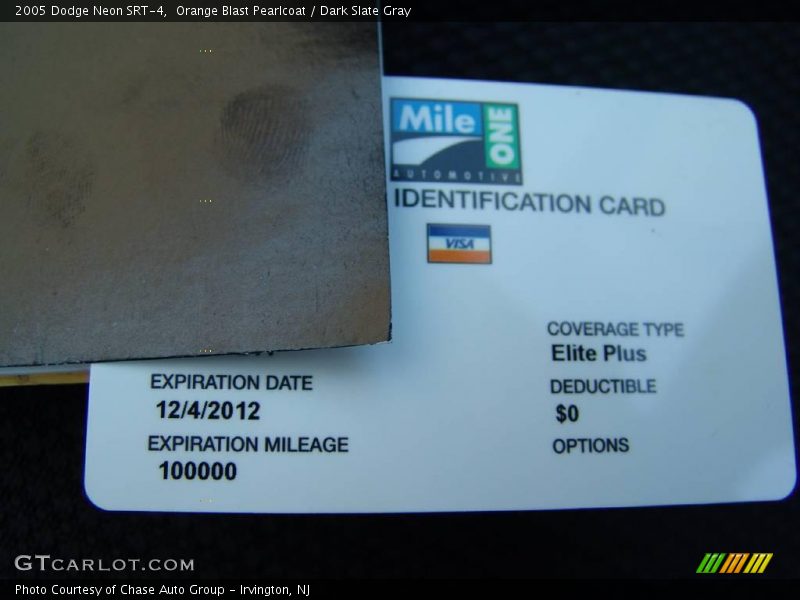 2005 Dodge Neon SRT-4,  Orange Blast Pearlcoat / Dark Slate Gray
Mile
ONE
AUTOMOTIVE
IDENTIFICATION CARD
VISA
COVERAGE TYPE
Elite Plus
EXPIRATION DATE
DEDUCTIBLE
12/4/2012
$0
EXPIRATION MILEAGE
OPTIONS
100000
GTCARLOT.COM
Photo Courtesy of Chase Auto Group - Irvington, NJ